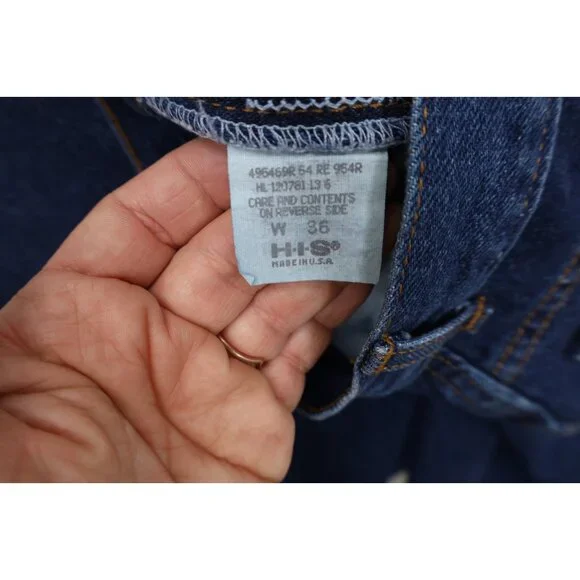 495469R 54 RE 954R
HL 120781 13 6
CARE AND CONTENTS
ON REVERSE SIDE
W 36
H·I·S®
MADE IN U.S.A.